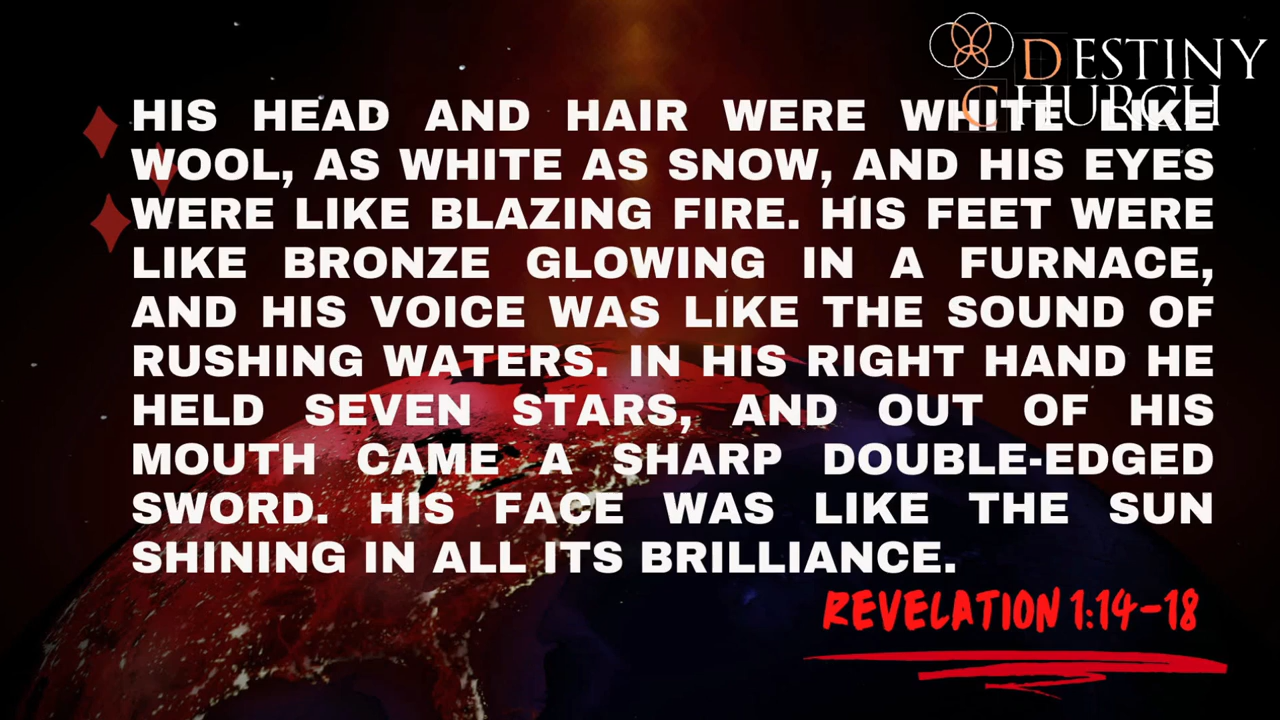 DESTINY
CHURCH
HIS HEAD AND HAIR WERE WHITE LIKE
WOOL, AS WHITE AS SNOW, AND HIS EYES
WERE LIKE BLAZING FIRE. HIS FEET WERE
LIKE BRONZE GLOWING IN A FURNACE,
AND HIS VOICE WAS LIKE THE SOUND OF
RUSHING WATERS. IN HIS RIGHT HAND HE
HELD SEVEN STARS, AND OUT OF HIS
MOUTH CAME A SHARP DOUBLE-EDGED
SWORD. HIS FACE WAS LIKE THE SUN
SHINING IN ALL ITS BRILLIANCE.
REVELATION 1:14-18